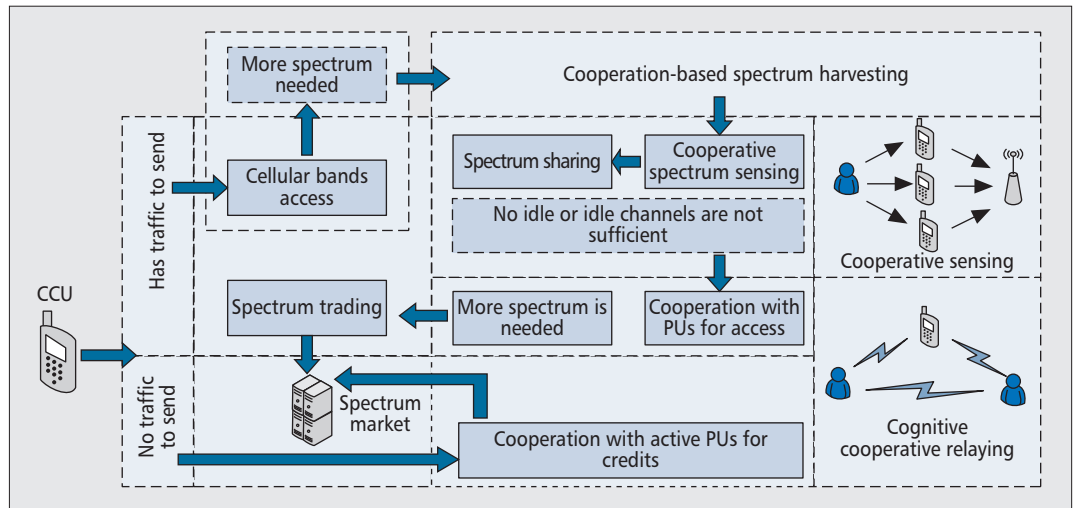 More spectrum
needed
Cooperation-based spectrum harvesting
Has traffic to send
Cellular bands
access
Spectrum sharing
Cooperative
spectrum sensing
No idle or idle channels are not
sufficient
Cooperative sensing
CCU
Spectrum trading
More spectrum is
needed
Cooperation with
PUs for access
No traffic
to send
Spectrum
market
Cooperation with active PUs for
credits
Cognitive
cooperative relaying